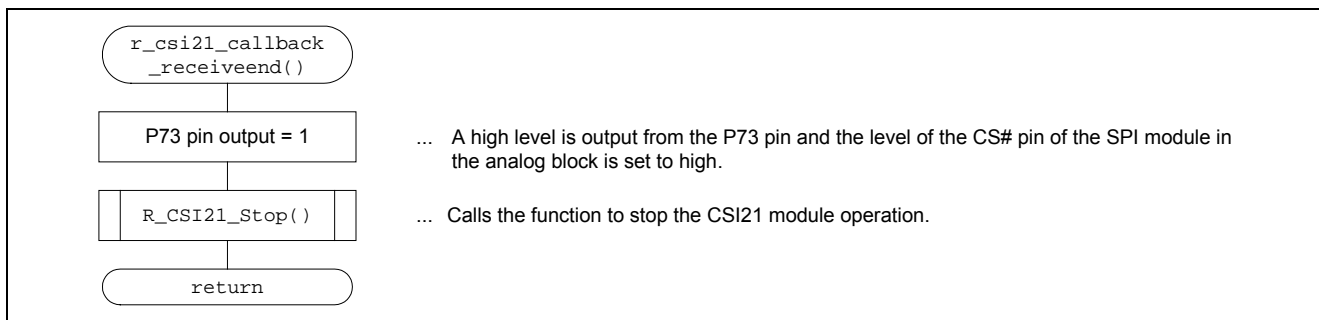 r_csi21_callback
_receiveend()
P73 pin output = 1
... A high level is output from the P73 pin and the level of the CS# pin of the SPI module in
the analog block is set to high.
R_CSI21_Stop()
... Calls the function to stop the CSI21 module operation.
return